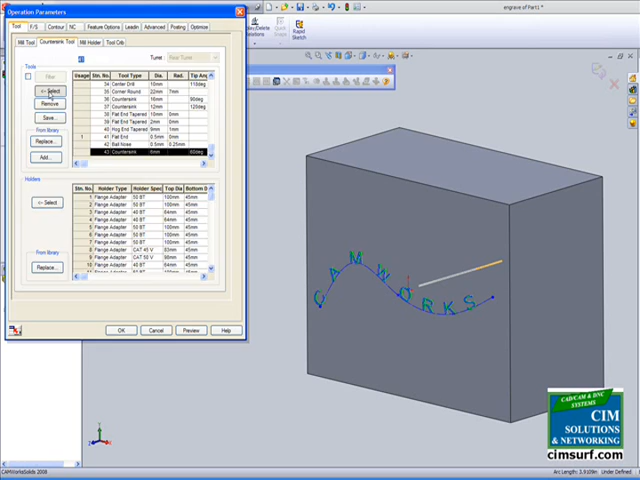 engrave of Part1 *
Operation Parameters
Tool F/S Contour NC Feature Options Leadin Advanced Posting Optimize
Mill Tool Countersink Tool Mill Holder Tool Crib
Display/Delete Relations
Rapid Sketch
Turret :
Rear Turret
Tools
Filter
<< Select
Remove
Save...
From library
Replace...
Add...
Usage Stn. No. Tool Type Dia. Rad. Tip Ang
34 Center Drill 10mm 118deg
35 Corner Round 22mm 7mm
36 Countersink 16mm 90deg
37 Countersink 12mm 120deg
38 Flat End Tapered 10mm 0mm
39 Flat End Tapered 2mm 0mm
40 Hog End Tapered 9mm 1mm
1 41 Flat End 0.5mm 0mm
42 Ball Nose 0.5mm 0.25mm
43 Countersink 6mm 60deg
Holders
<< Select
From library
Replace...
Stn. No. Holder Type Holder Spec Top Dia Bottom D
1 Flange Adapter 50 BT 100mm 45mm
2 Flange Adapter 50 BT 100mm 45mm
3 Flange Adapter 40 BT 64mm 45mm
4 Flange Adapter 40 BT 64mm 45mm
5 Flange Adapter 50 BT 100mm 45mm
6 Flange Adapter 50 BT 100mm 45mm
7 Flange Adapter 40 BT 64mm 45mm
8 Flange Adapter CAT 45 V 83mm 45mm
9 Flange Adapter CAT 50 V 98mm 45mm
10 Flange Adapter 40 BT 64mm 45mm
OK Cancel Preview Help
CAMWORKS
CAD/CAM & DNC
SYSTEMS
CIM
SOLUTIONS
& NETWORKING
cimsurf.com
CAMWorksSolids 2008
Arc Length: 3.9109in Under Defined